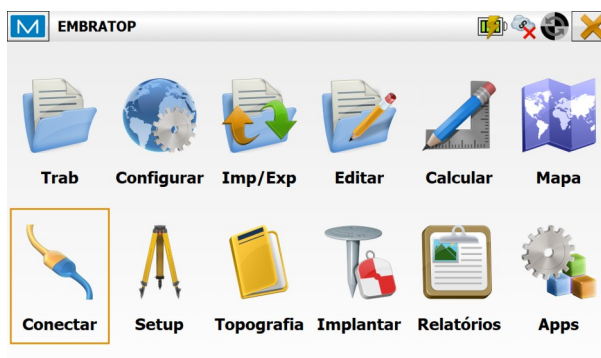 EMBRATOP
Trab Configurar Imp/Exp Editar Calcular Mapa
Conectar Setup Topografia Implantar Relatórios Apps